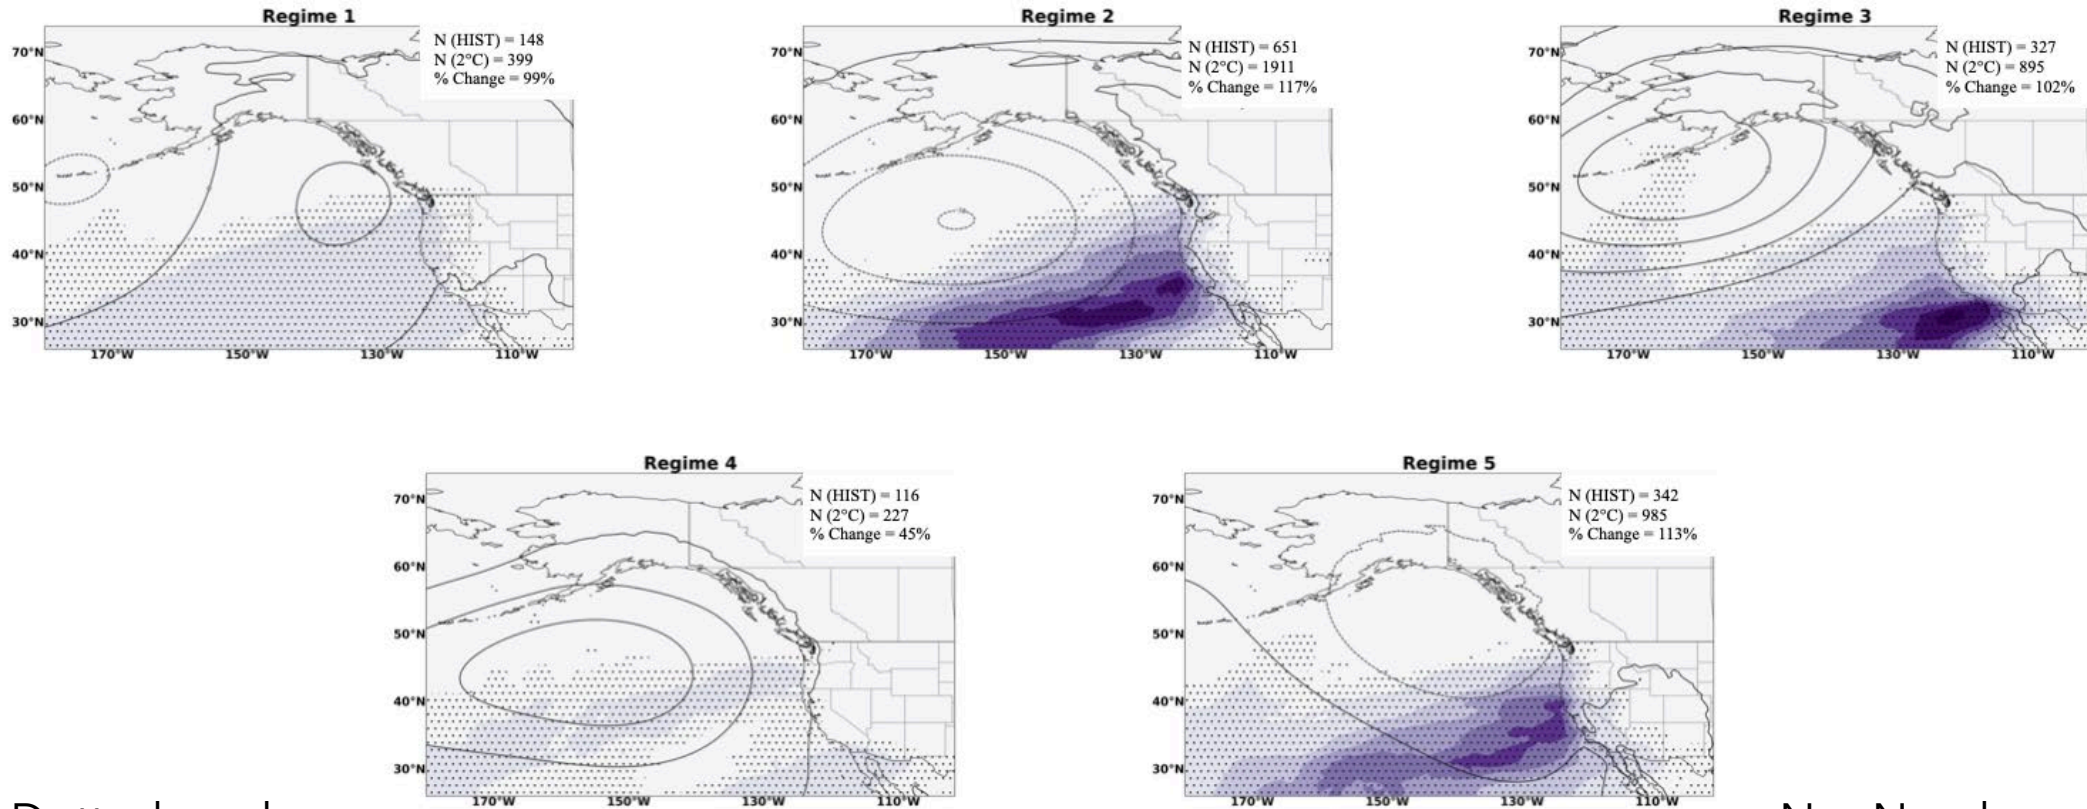 Regime 1
N (HIST) = 148
N (2°C) = 399
% Change = 99%
70°N
60°N
50°N
40°N
30°N
170°W 150°W 130°W 110°W
Regime 2
N (HIST) = 651
N (2°C) = 1911
% Change = 117%
70°N
60°N
50°N
40°N
30°N
170°W 150°W 130°W 110°W
Regime 3
N (HIST) = 327
N (2°C) = 895
% Change = 102%
70°N
60°N
50°N
40°N
30°N
170°W 150°W 130°W 110°W
Regime 4
N (HIST) = 116
N (2°C) = 227
% Change = 45%
70°N
60°N
50°N
40°N
30°N
170°W 150°W 130°W 110°W
Regime 5
N (HIST) = 342
N (2°C) = 985
% Change = 113%
70°N
60°N
50°N
40°N
30°N
170°W 150°W 130°W 110°W